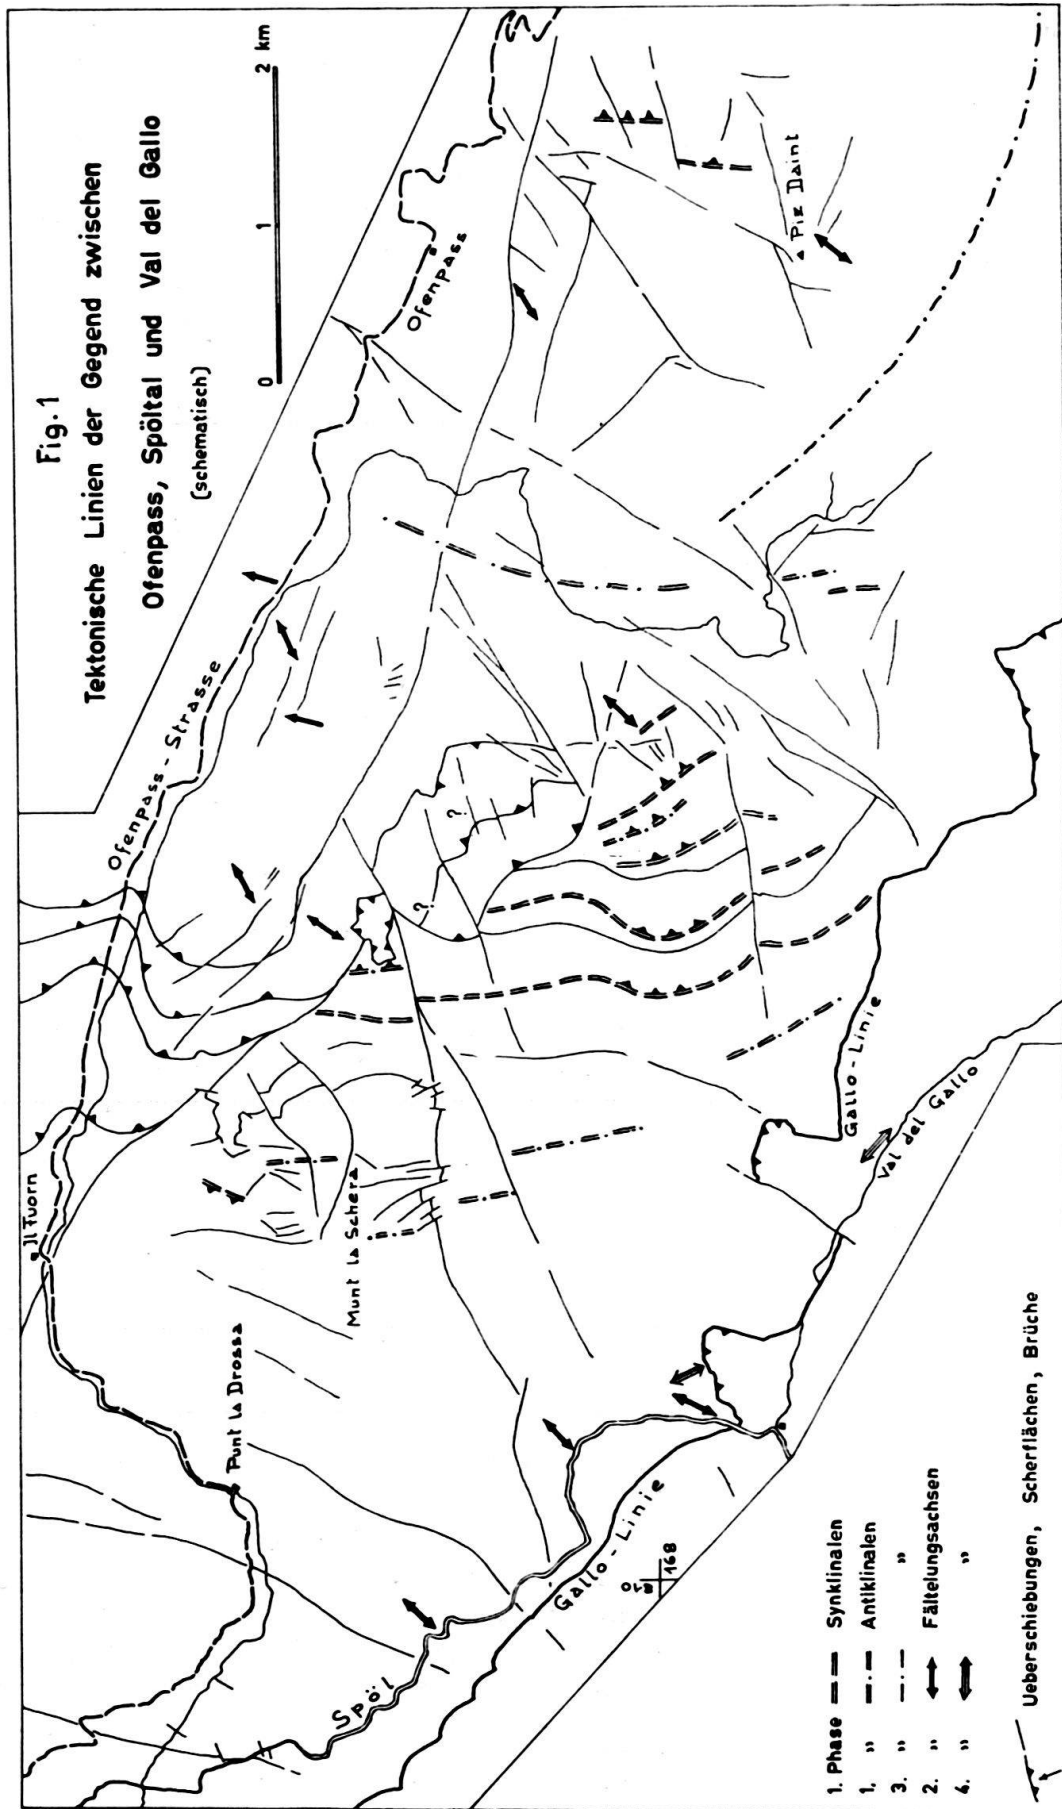 Fig.1
Tektonische Linien der Gegend zwischen
Ofenpass, Spöltal und Val del Gallo
(schematisch)
0 1 2 km
Ofenpass - Strasse
Ofenpass
Il Fuorn
Punt la Drossa
Munt la Schera
Piz Daint
?
?
Spöl
Gallo - Linie
Gallo - Linie
Val del Gallo
168
1. Phase Synklinalen
1. " Antiklinalen
3. " "
2. " Fältelungsachsen
4. " "
Ueberschiebungen, Scherflächen, Brüche